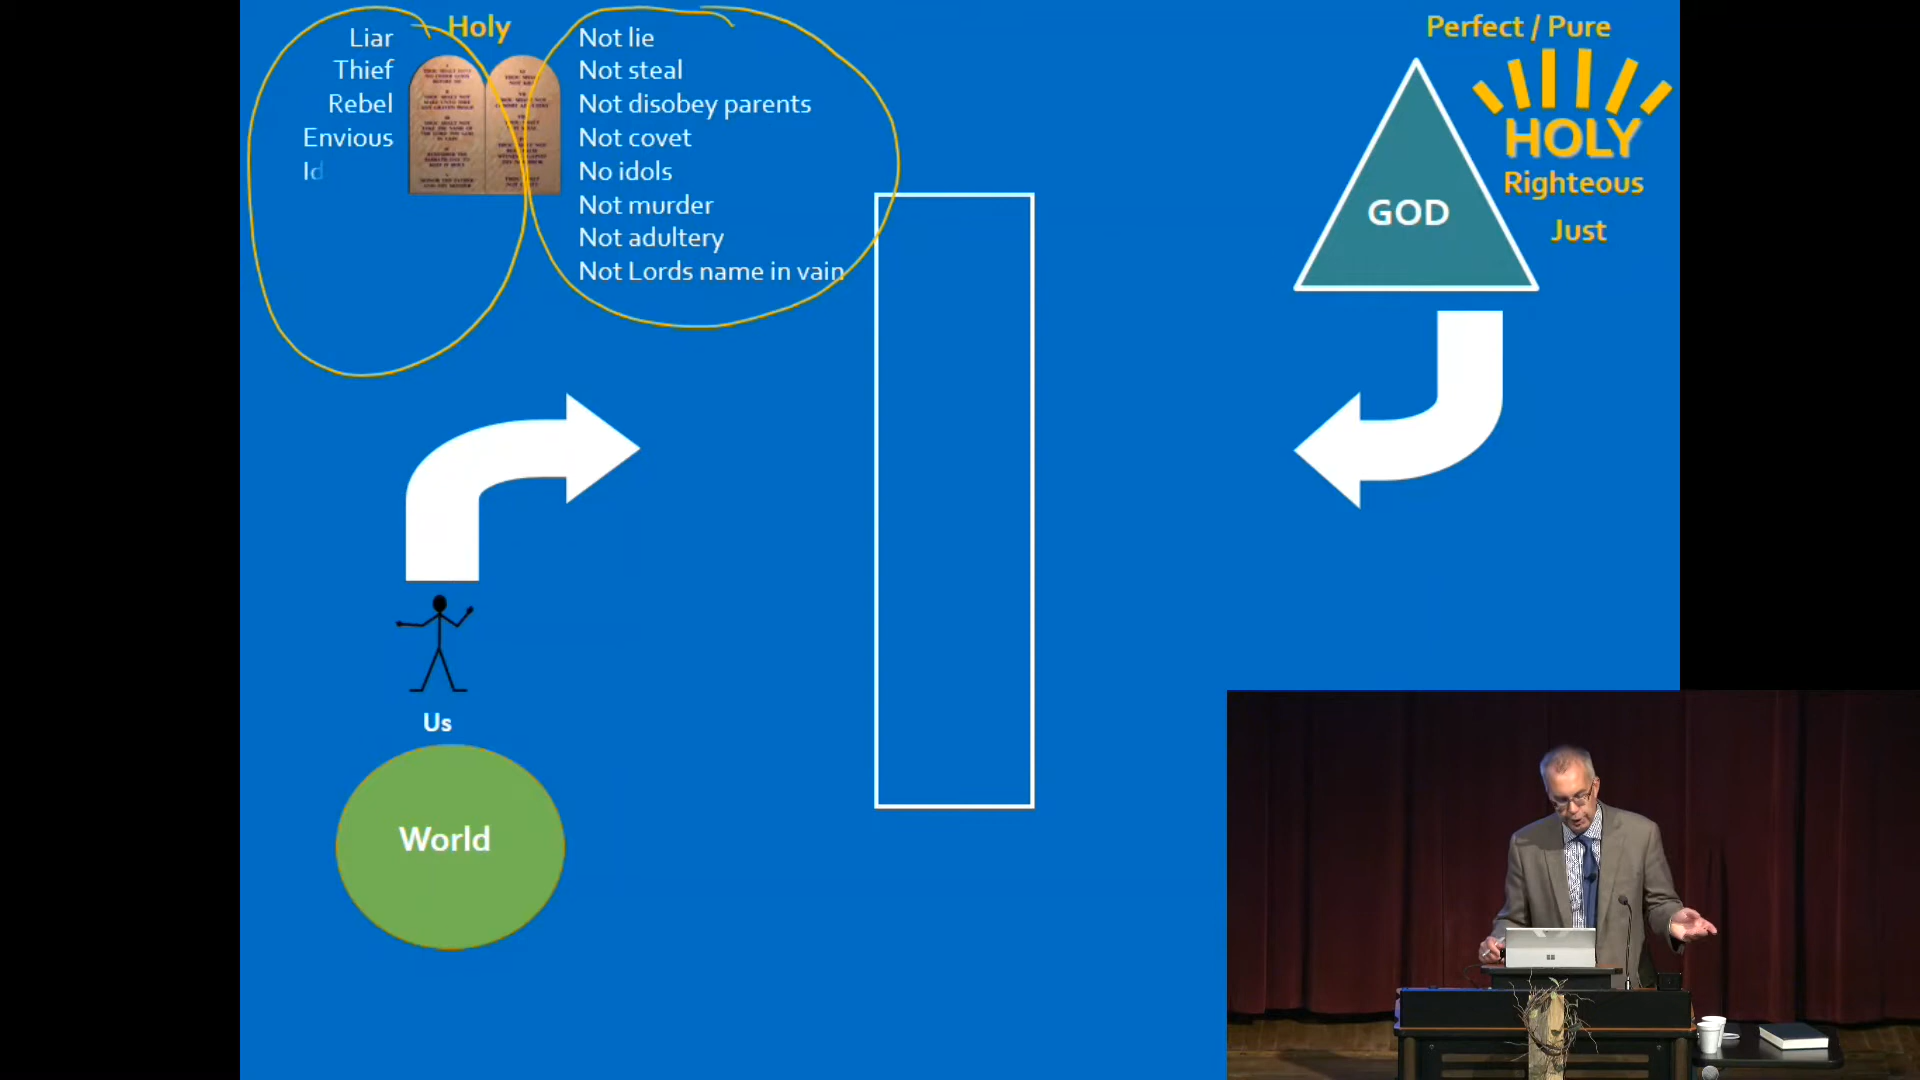 Holy
Liar
Thief
Rebel
Envious
Id
Not lie
Not steal
Not disobey parents
Not covet
No idols
Not murder
Not adultery
Not Lords name in vain
Perfect / Pure
HOLY
Righteous
Just
GOD
Us
World